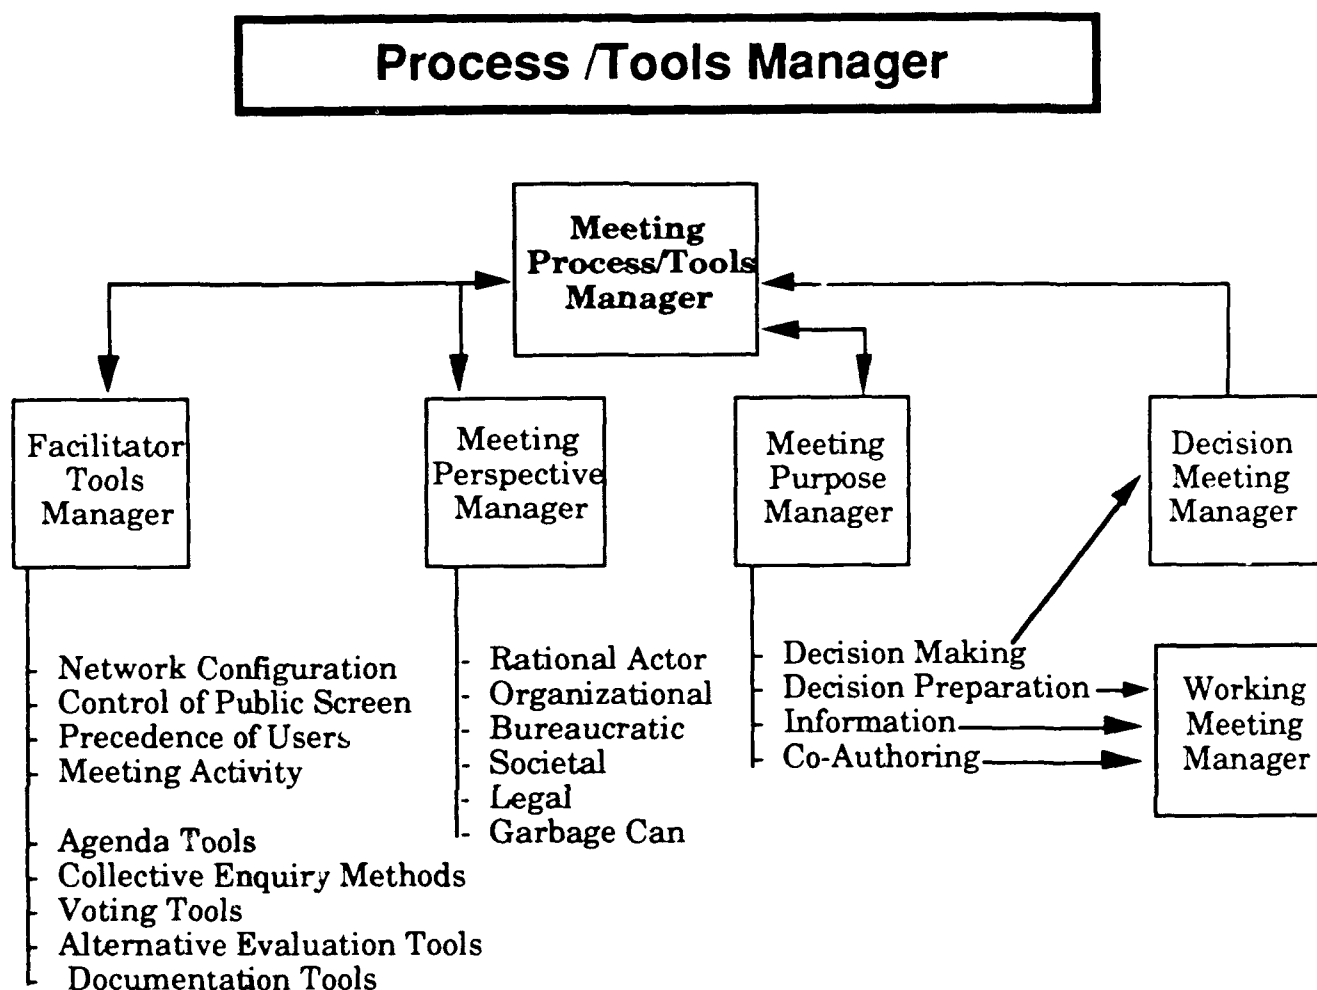 Process /Tools Manager
Meeting
Process/Tools
Manager
Facilitator
Tools
Manager
Meeting
Perspective
Manager
Meeting
Purpose
Manager
Decision
Meeting
Manager
- Network Configuration
- Control of Public Screen
- Precedence of Users
- Meeting Activity
- Agenda Tools
- Collective Enquiry Methods
- Voting Tools
- Alternative Evaluation Tools
- Documentation Tools
- Rational Actor
- Organizational
- Bureaucratic
- Societal
- Legal
- Garbage Can
- Decision Making
- Decision Preparation
- Information
- Co-Authoring
Working
Meeting
Manager